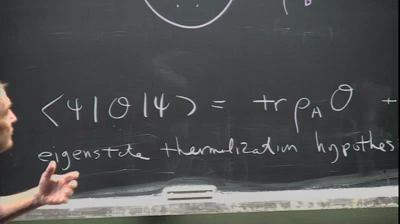 ρ
⟨Ψ|O|Ψ⟩ = tr ρ_A O +
eigenstate thermalization hypothes